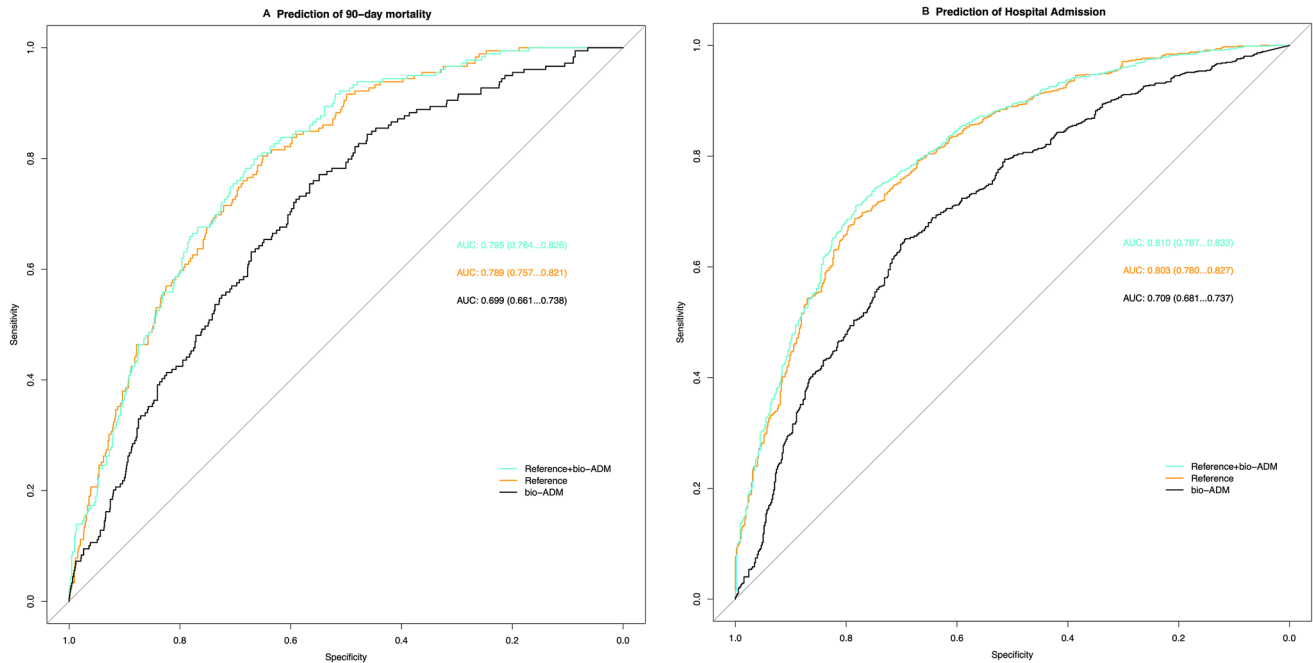 A Prediction of 90-day mortality
1.0
0.8
0.6
0.4
0.2
0.0
Sensitivity
AUC: 0.798 (0.764...0.826)
AUC: 0.789 (0.757...0.821)
AUC: 0.699 (0.661...0.738)
Reference+bio-ADM
Reference
bio-ADM
1.0 0.8 0.6 0.4 0.2 0.0
Specificity
B Prediction of Hospital Admission
1.0
0.8
0.6
0.4
0.2
0.0
Sensitivity
AUC: 0.810 (0.787...0.833)
AUC: 0.803 (0.780...0.827)
AUC: 0.709 (0.681...0.737)
Reference+bio-ADM
Reference
bio-ADM
1.0 0.8 0.6 0.4 0.2 0.0
Specificity